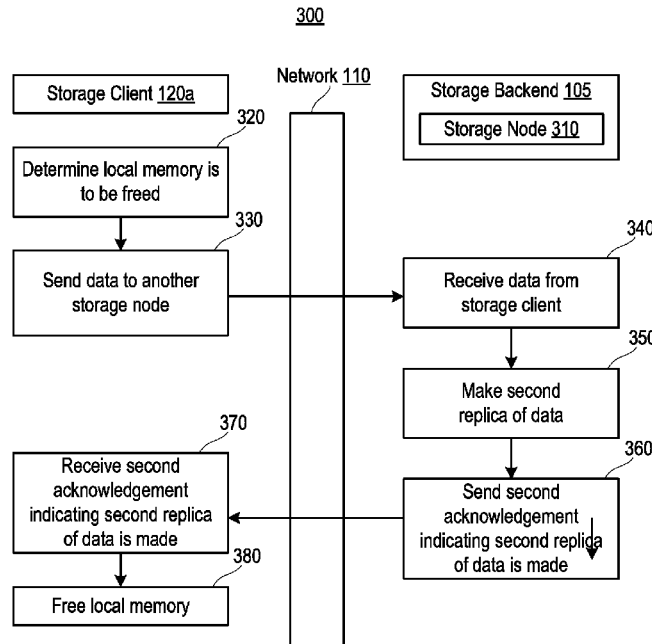 300
Network 110
Storage Client 120a
Storage Backend 105
Storage Node 310
320
Determine local memory is
to be freed
330
Send data to another
storage node
340
Receive data from
storage client
350
Make second
replica of data
360
Send second
acknowledgement
indicating second replica
of data is made
370
Receive second
acknowledgement
indicating second replica
of data is made
380
Free local memory